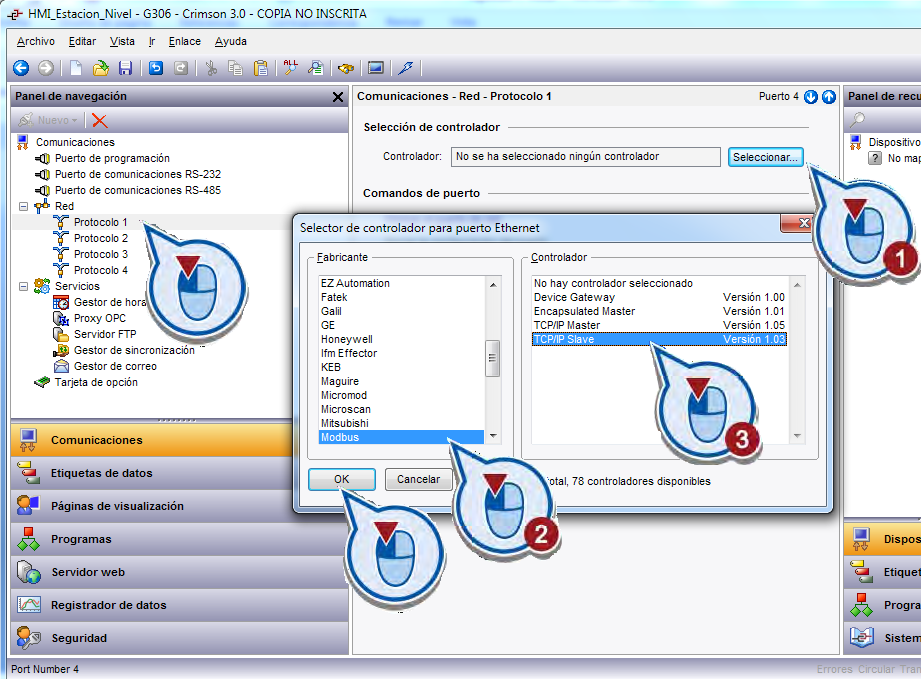 HMI_Estacion_Nivel - G306 - Crimson 3.0 - COPIA NO INSCRITA
Archivo Editar Vista Ir Enlace Ayuda
ALL
Panel de navegación
Nuevo
Comunicaciones
Puerto de programación
Puerto de comunicaciones RS-232
Puerto de comunicaciones RS-485
Red
Protocolo 1
Protocolo 2
Protocolo 3
Protocolo 4
Servicios
Gestor de hora
Proxy OPC
Servidor FTP
Gestor de sincronización
Gestor de correo
Tarjeta de opción
Comunicaciones
Etiquetas de datos
Páginas de visualización
Programas
Servidor web
Registrador de datos
Seguridad
Port Number 4
Comunicaciones - Red - Protocolo 1
Puerto 4
Selección de controlador
Controlador: No se ha seleccionado ningún controlador Seleccionar...
Comandos de puerto
1
Selector de controlador para puerto Ethernet
Fabricante
EZ Automation
Fatek
Galil
GE
Honeywell
Ifm Effector
KEB
Maguire
Micromod
Microscan
Mitsubishi
Modbus
Controlador
No hay controlador seleccionado
Device Gateway Versión 1.00
Encapsulated Master Versión 1.01
TCP/IP Master Versión 1.05
TCP/IP Slave Versión 1.03
3
OK Cancelar
total, 78 controladores disponibles
2
Panel de recu
Dispositivo
No map
Dispos
Etiquet
Progra
Sistem
Errores Circular Tran